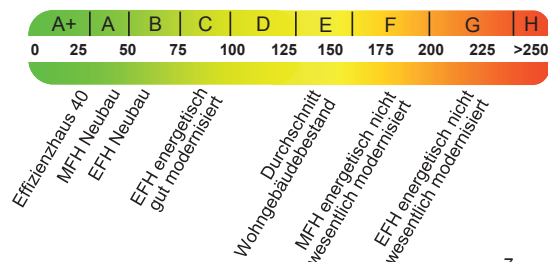 A+ A B C D E F G H
0 25 50 75 100 125 150 175 200 225 >250
Effizienzhaus 40
MFH Neubau
EFH Neubau
EFH energetisch
gut modernisiert
Durchschnitt
Wohngebäudebestand
MFH energetisch nicht
wesentlich modernisiert
EFH energetisch nicht
wesentlich modernisiert